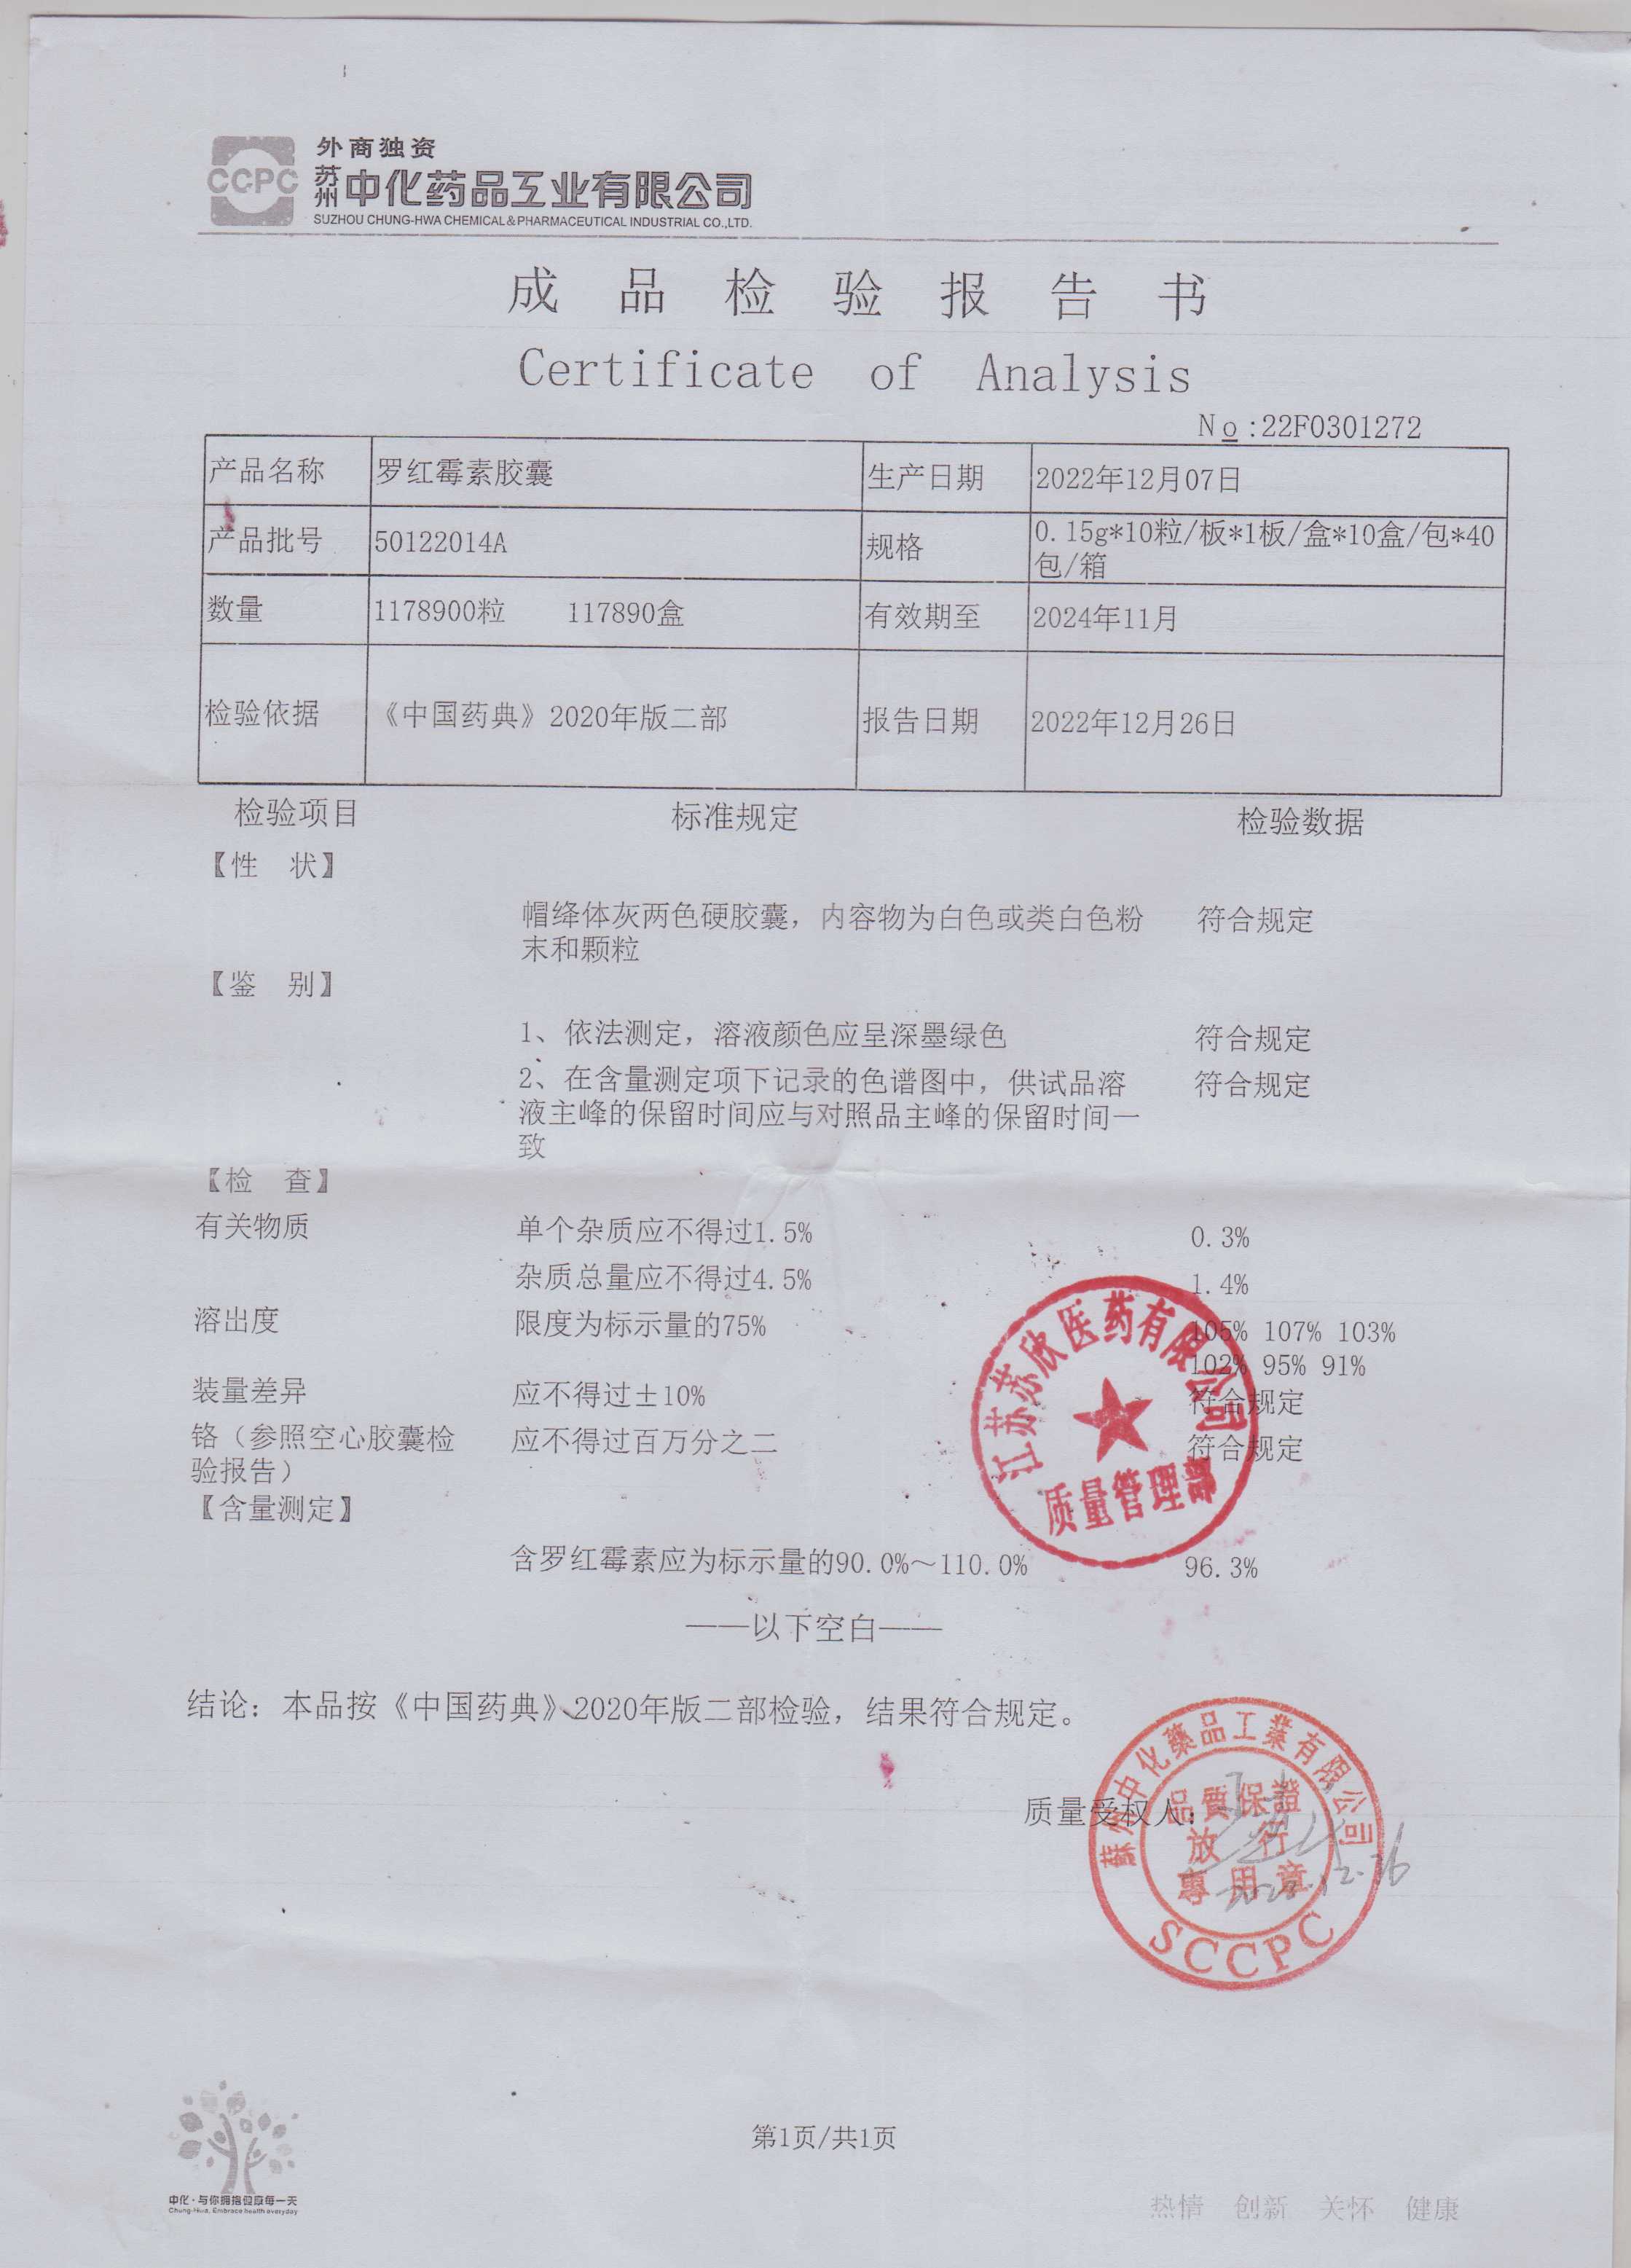 CCPC
外商独资
苏州中化药品工业有限公司
SUZHOU CHUNG-HWA CHEMICAL & PHARMACEUTICAL INDUSTRIAL CO.,LTD.
成品检验报告书
Certificate of Analysis
No:22F0301272
产品名称 罗红霉素胶囊 生产日期 2022年12月07日
产品批号 50122014A 规格 0.15g*10粒/板*1板/盒*10盒/包*40
包/箱
数量 1178900粒 117890盒 有效期至 2024年11月
检验依据 《中国药典》2020年版二部 报告日期 2022年12月26日
检验项目 标准规定 检验数据
【性 状】
帽绛体灰两色硬胶囊，内容物为白色或类白色粉 符合规定
末和颗粒
【鉴 别】
1、依法测定，溶液颜色应呈深墨绿色 符合规定
2、在含量测定项下记录的色谱图中，供试品溶 符合规定
液主峰的保留时间应与对照品主峰的保留时间一
致
【检 查】
有关物质 单个杂质应不得过1.5% 0.3%
杂质总量应不得过4.5% 1.4%
溶出度 限度为标示量的75% 105% 107% 103%
102% 95% 91%
装量差异 应不得过±10% 符合规定
铬（参照空心胶囊检 应不得过百万分之二 符合规定
验报告）
江苏苏欣医药有限公司
质量管理部
【含量测定】
含罗红霉素应为标示量的90.0%～110.0% 96.3%
——以下空白——
结论：本品按《中国药典》2020年版二部检验，结果符合规定。
质量受权人：
蘇州中化藥品工業有限公司
品質保證
放行
專用章
SCCPC
2022.12.26
中化·与你拥抱健康每一天
Chung-Hwa, Embrace health everyday
第1页/共1页
热情 创新 关怀 健康